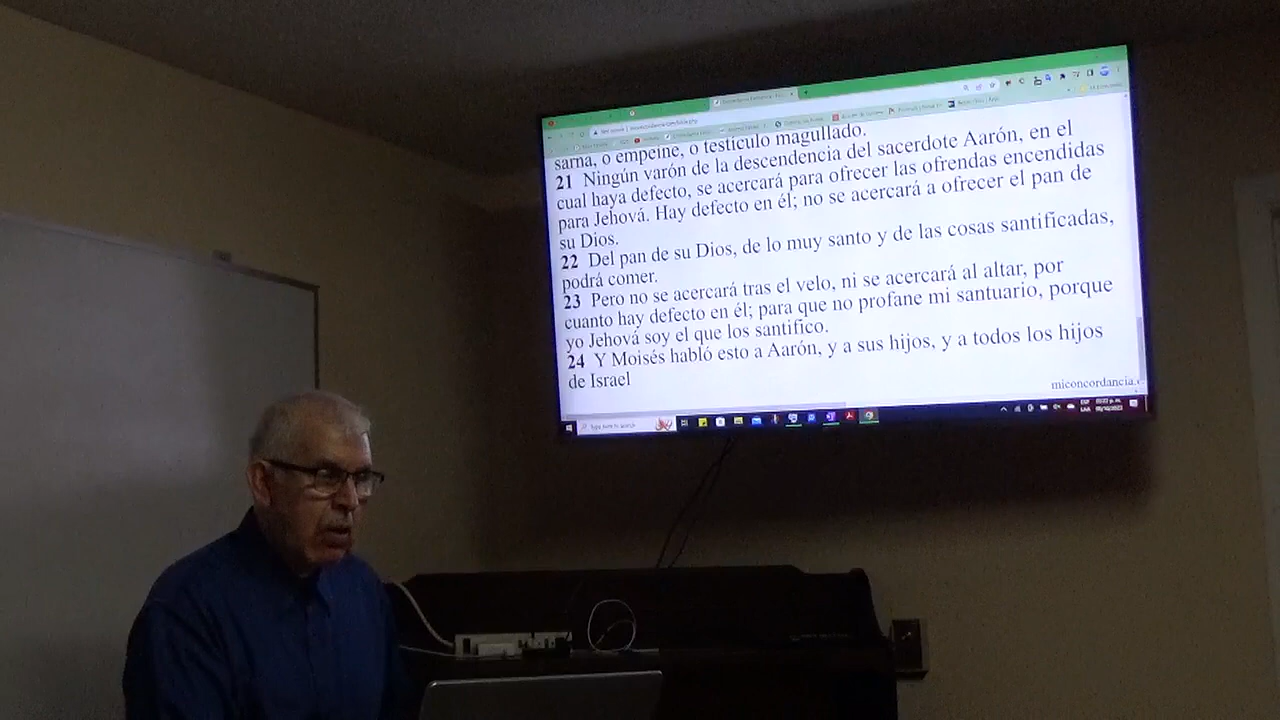 sarna, o empeine, o testículo magullado.
21 Ningún varón de la descendencia del sacerdote Aarón, en el
cual haya defecto, se acercará para ofrecer las ofrendas encendidas
para Jehová. Hay defecto en él; no se acercará a ofrecer el pan de
su Dios.
22 Del pan de su Dios, de lo muy santo y de las cosas santificadas,
podrá comer.
23 Pero no se acercará tras el velo, ni se acercará al altar, por
cuanto hay defecto en él; para que no profane mi santuario, porque
yo Jehová soy el que los santifico.
24 Y Moisés habló esto a Aarón, y a sus hijos, y a todos los hijos
de Israel
miconcordancia.
Type here to search